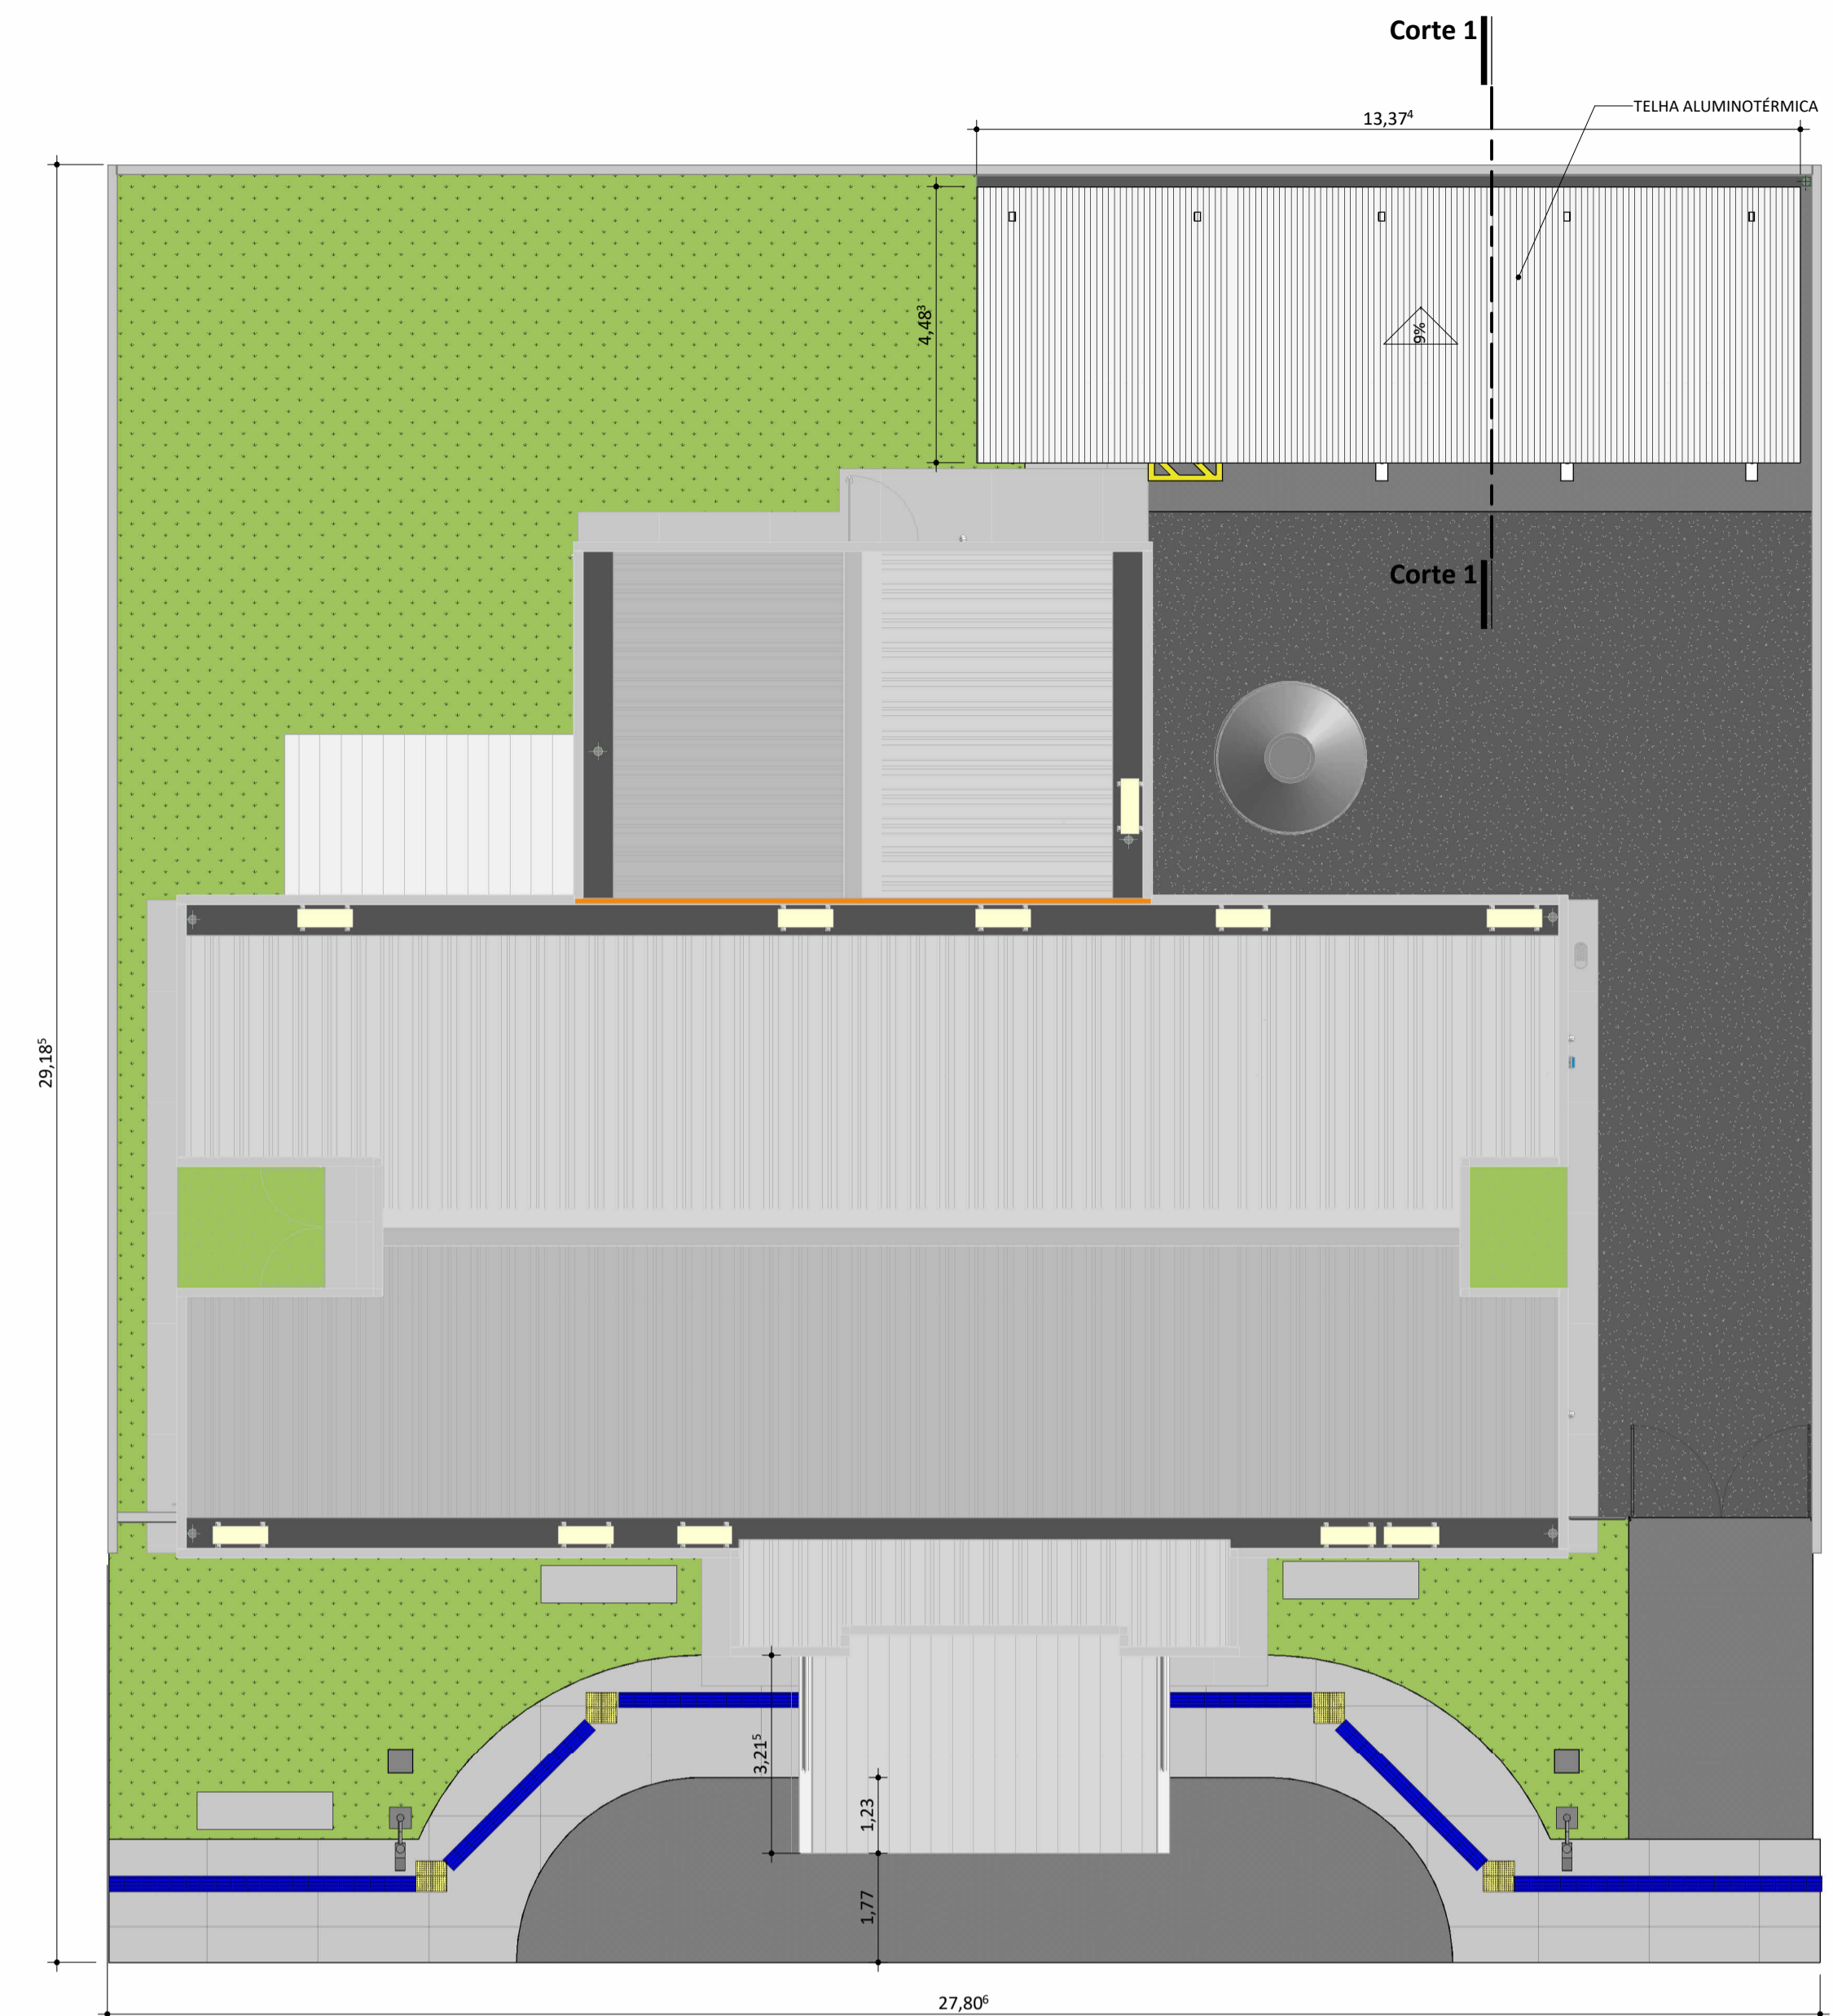 Corte 1
TELHA ALUMINOTÉRMICA
13,37⁴
4,48³
9%
Corte 1
29,18⁵
3,21⁵
1,23
1,77
27,80⁶